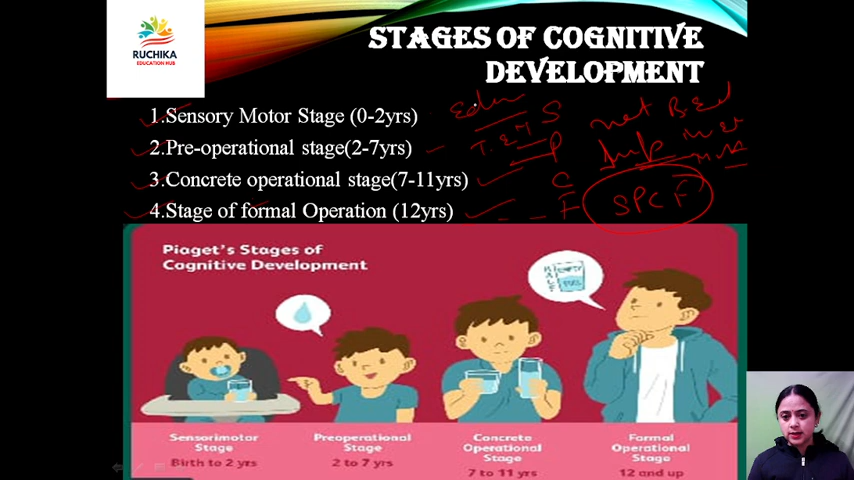 RUCHIKA
EDUCATION HUB
STAGES OF COGNITIVE
DEVELOPMENT
1.Sensory Motor Stage (0-2yrs)
2.Pre-operational stage(2-7yrs)
3.Concrete operational stage(7-11yrs)
4.Stage of formal Operation (12yrs)
S
P
C
F
SPCF
Piaget's Stages of
Cognitive Development
Sensorimotor
Stage
Birth to 2 yrs
Preoperational
Stage
2 to 7 yrs
Concrete
Operational
Stage
7 to 11 yrs
Formal
Operational
Stage
12 and up